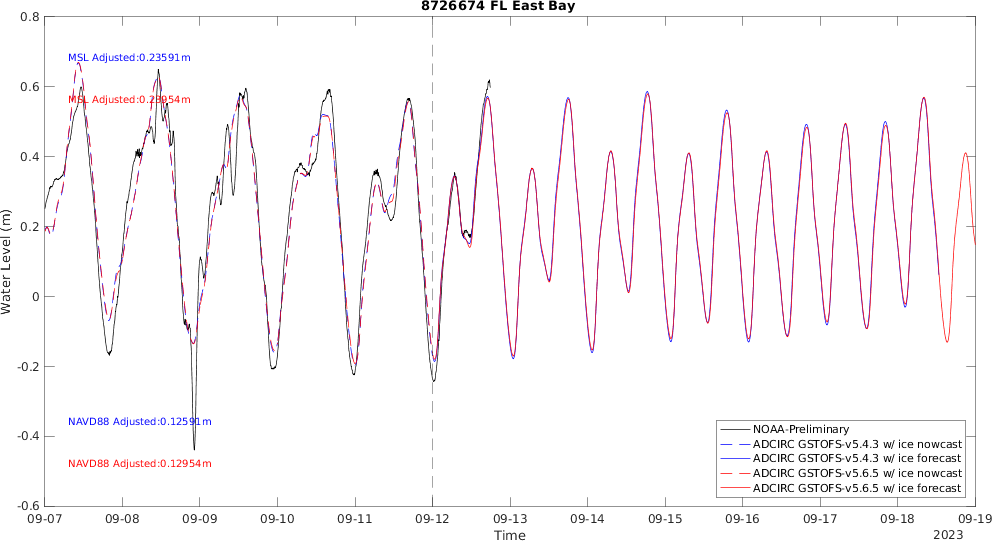 8726674 FL East Bay
0.8
0.6
0.4
0.2
0
-0.2
-0.4
-0.6
Water Level (m)
MSL Adjusted:0.23591m
MSL Adjusted:0.23954m
NAVD88 Adjusted:0.12591m
NAVD88 Adjusted:0.12954m
NOAA-Preliminary
ADCIRC GSTOFS-v5.4.3 w/ ice nowcast
ADCIRC GSTOFS-v5.4.3 w/ ice forecast
ADCIRC GSTOFS-v5.6.5 w/ ice nowcast
ADCIRC GSTOFS-v5.6.5 w/ ice forecast
09-07 09-08 09-09 09-10 09-11 09-12 09-13 09-14 09-15 09-16 09-17 09-18 09-19
Time
2023